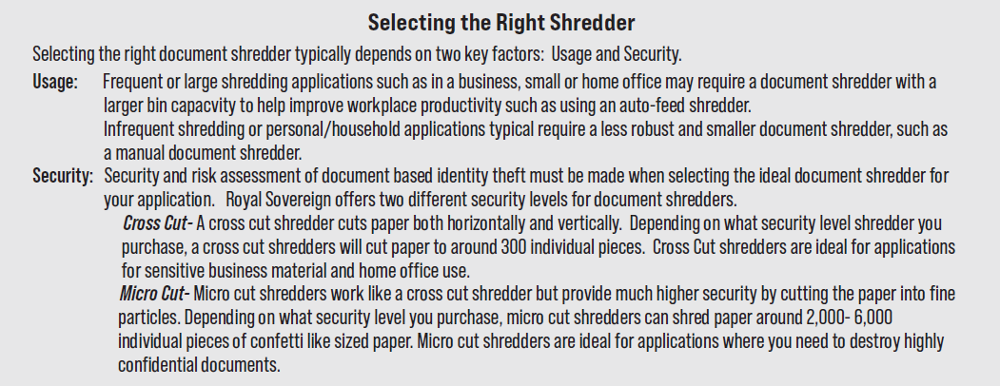 Selecting the Right Shredder
Selecting the right document shredder typically depends on two key factors:  Usage and Security.
Usage: Frequent or large shredding applications such as in a business, small or home office may require a document shredder with a
larger bin capacvity to help improve workplace productivity such as using an auto-feed shredder.
Infrequent shredding or personal/household applications typical require a less robust and smaller document shredder, such as
a manual document shredder.
Security: Security and risk assessment of document based identity theft must be made when selecting the ideal document shredder for
your application.   Royal Sovereign offers two different security levels for document shredders.
Cross Cut- A cross cut shredder cuts paper both horizontally and vertically.  Depending on what security level shredder you
purchase, a cross cut shredders will cut paper to around 300 individual pieces.  Cross Cut shredders are ideal for applications
for sensitive business material and home office use.
Micro Cut- Micro cut shredders work like a cross cut shredder but provide much higher security by cutting the paper into fine
particles. Depending on what security level you purchase, micro cut shredders can shred paper around 2,000- 6,000
individual pieces of confetti like sized paper. Micro cut shredders are ideal for applications where you need to destroy highly
confidential documents.